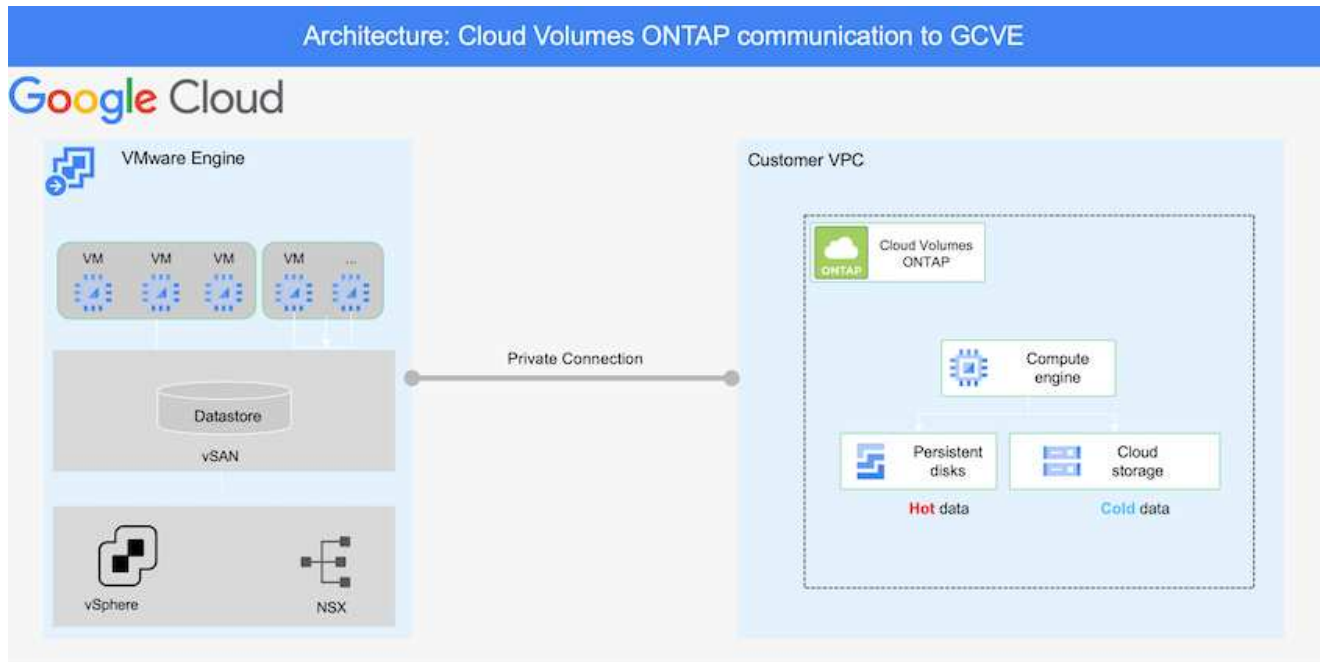 Architecture: Cloud Volumes ONTAP communication to GCVE
Google Cloud
VMware Engine
VM VM VM VM ...
Datastore
vSAN
vSphere
NSX
Private Connection
Customer VPC
ONTAP
Cloud Volumes
ONTAP
Compute
engine
Persistent
disks
Hot data
Cloud
storage
Cold data